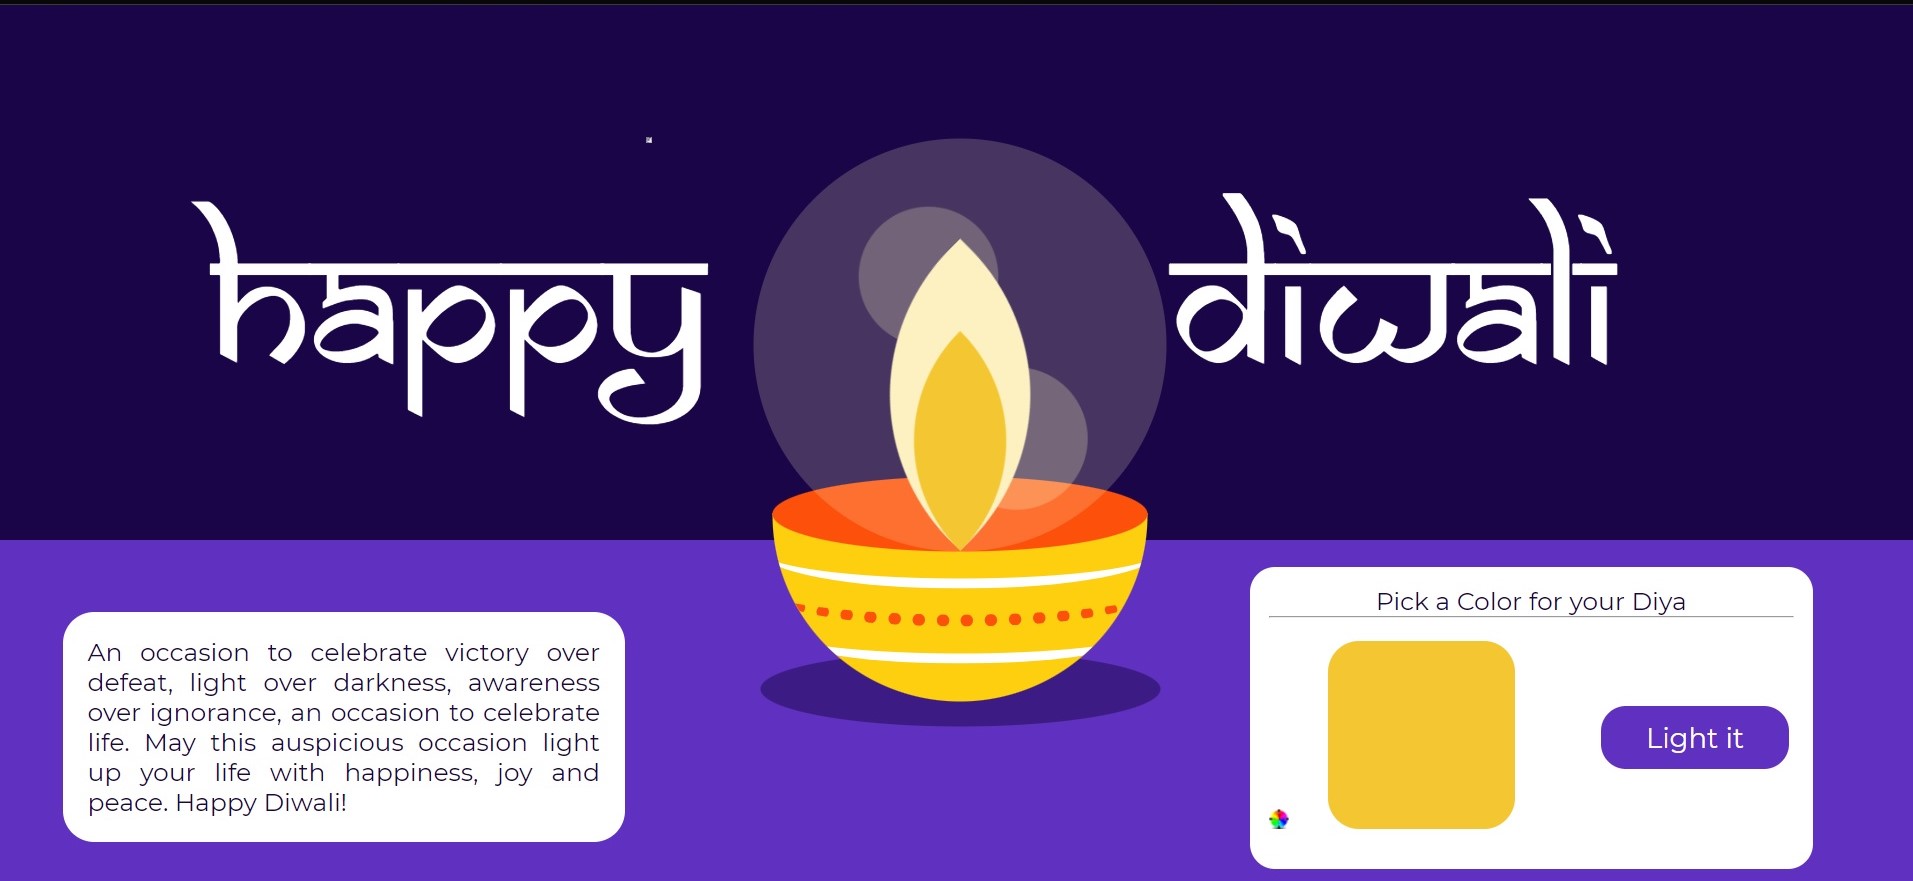 happy diwali
An occasion to celebrate victory over
defeat, light over darkness, awareness
over ignorance, an occasion to celebrate
life. May this auspicious occasion light
up your life with happiness, joy and
peace. Happy Diwali!
Pick a Color for your Diya
Light it